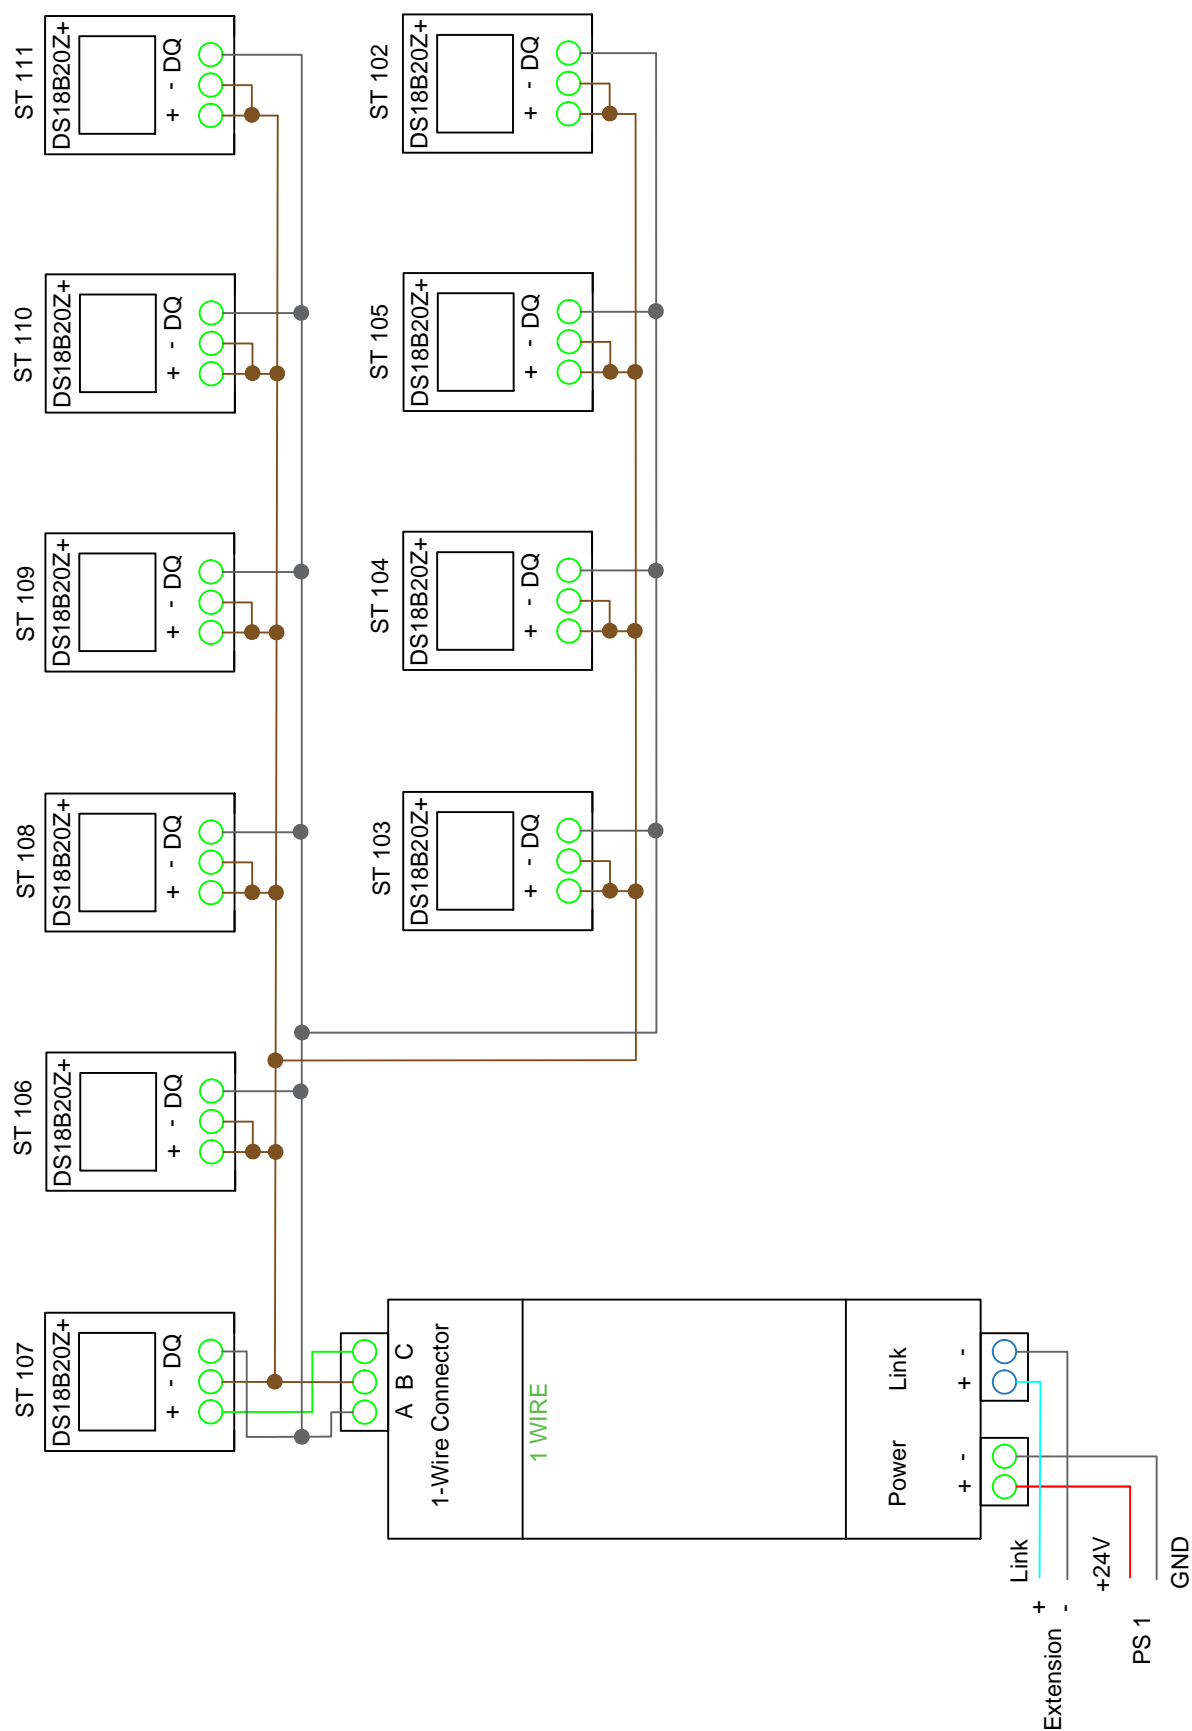 ST 111
DS18B20Z+
+ - DQ
ST 102
DS18B20Z+
+ - DQ
ST 110
DS18B20Z+
+ - DQ
ST 105
DS18B20Z+
+ - DQ
ST 109
DS18B20Z+
+ - DQ
ST 104
DS18B20Z+
+ - DQ
ST 108
DS18B20Z+
+ - DQ
ST 103
DS18B20Z+
+ - DQ
ST 106
DS18B20Z+
+ - DQ
ST 107
DS18B20Z+
+ - DQ
A B C
1-Wire Connector
1 WIRE
Power
+ -
Link
+ -
Link
Extension + -
+24V
PS 1
GND